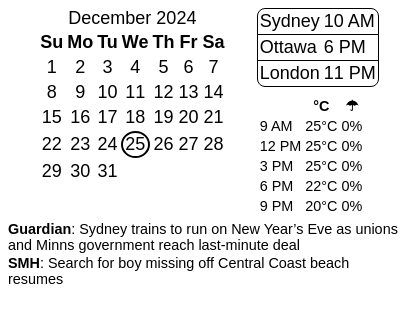 December 2024
Su Mo Tu We Th Fr Sa
1 2 3 4 5 6 7
8 9 10 11 12 13 14
15 16 17 18 19 20 21
22 23 24 25 26 27 28
29 30 31
Sydney 10 AM
Ottawa 6 PM
London 11 PM
°C ☂
9 AM 25°C 0%
12 PM 25°C 0%
3 PM 25°C 0%
6 PM 22°C 0%
9 PM 20°C 0%
Guardian: Sydney trains to run on New Year’s Eve as unions
and Minns government reach last-minute deal
SMH: Search for boy missing off Central Coast beach
resumes